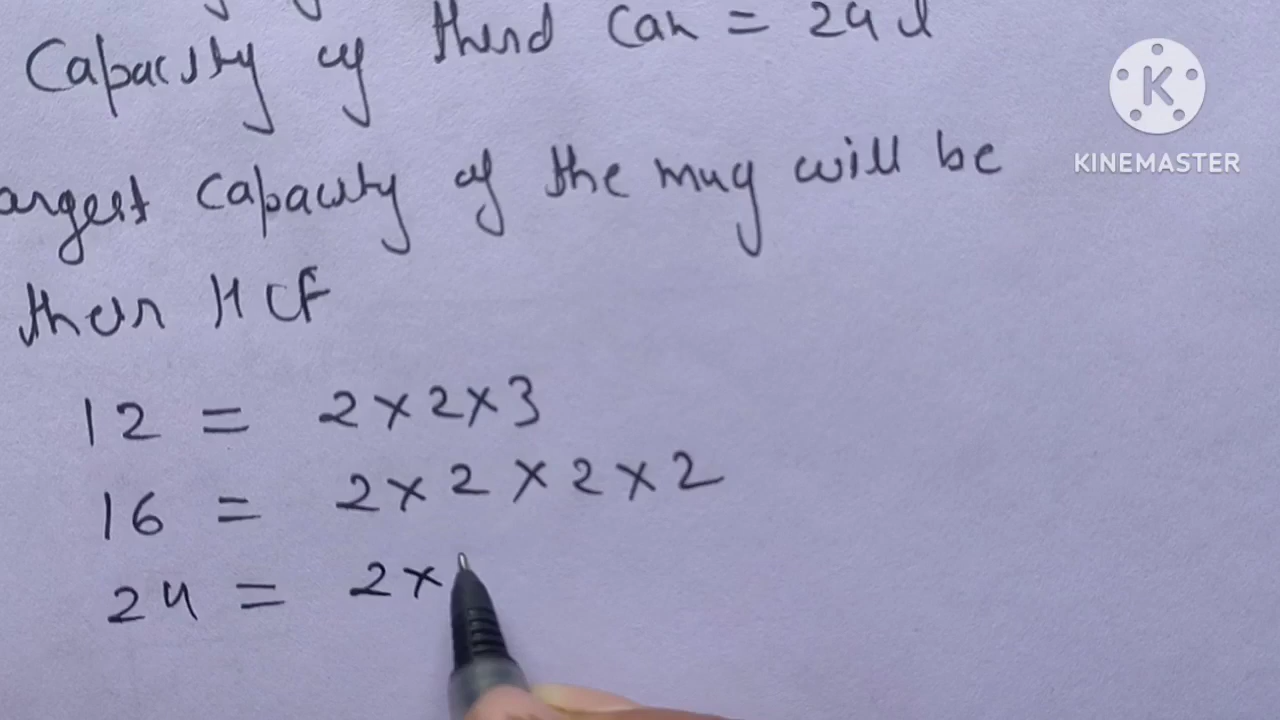 Capacity of third Can = 24 l
KINEMASTER
argest Capacity of the mug will be
their HCF
12 = 2×2×3
16 = 2×2×2×2
24 = 2×